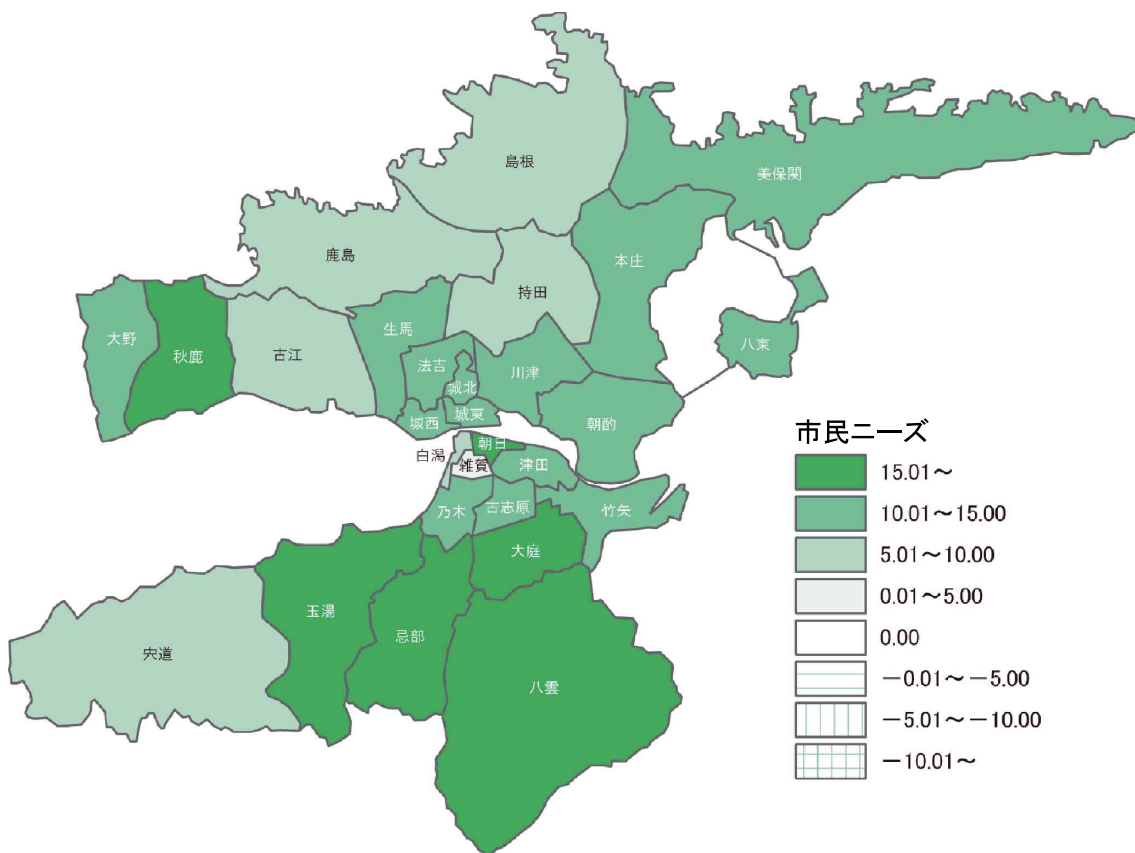 島根
美保関
鹿島
本庄
持田
大野
秋鹿
古江
生馬
八束
法吉
川津
城北
城西
城東
朝酌
白潟
朝日
雑賀
津田
乃木
古志原
竹矢
大庭
玉湯
忌部
宍道
八雲
市民ニーズ
15.01～
10.01～15.00
5.01～10.00
0.01～5.00
0.00
－0.01～－5.00
－5.01～－10.00
－10.01～